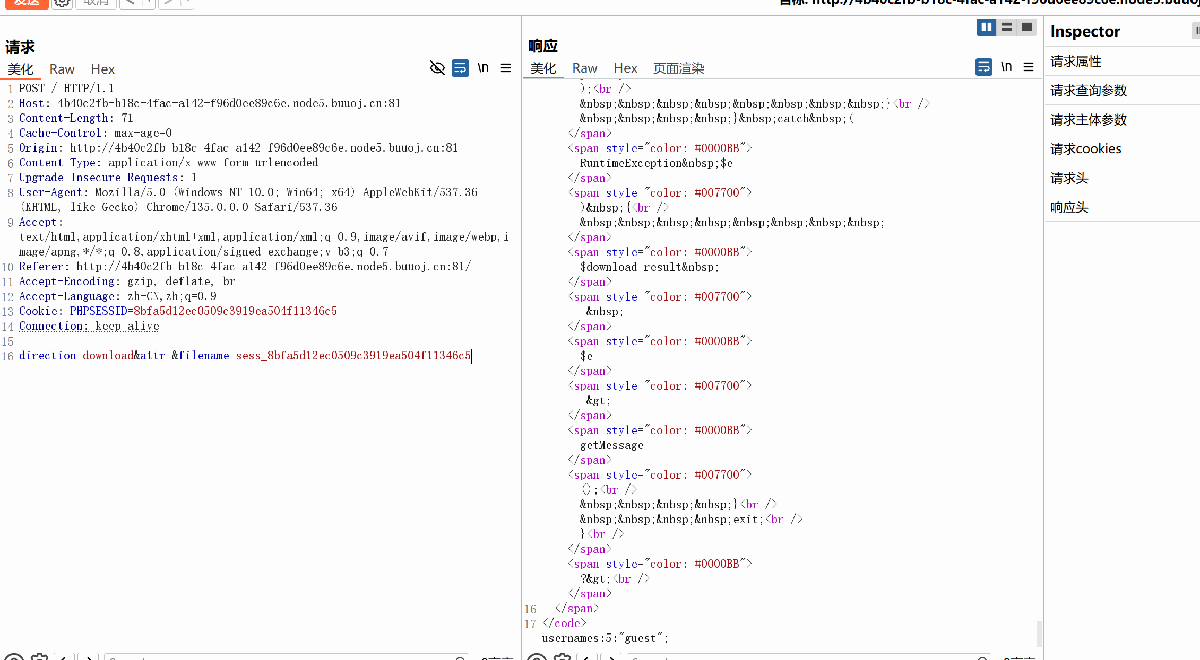 发送 取消
目标: http://4b40c2fb-b18c-4fac-a142-f96d0ee89c6e.node5.buuoj
请求
美化 Raw Hex \n
1 POST / HTTP/1.1
2 Host: 4b40c2fb-b18c-4fac-a142-f96d0ee89c6e.node5.buuoj.cn:81
3 Content-Length: 71
4 Cache-Control: max-age=0
5 Origin: http://4b40c2fb-b18c-4fac-a142-f96d0ee89c6e.node5.buuoj.cn:81
6 Content-Type: application/x-www-form-urlencoded
7 Upgrade-Insecure-Requests: 1
8 User-Agent: Mozilla/5.0 (Windows NT 10.0; Win64; x64) AppleWebKit/537.36
(KHTML, like Gecko) Chrome/135.0.0.0 Safari/537.36
9 Accept:
text/html,application/xhtml+xml,application/xml;q=0.9,image/avif,image/webp,i
mage/apng,*/*;q=0.8,application/signed-exchange;v=b3;q=0.7
10 Referer: http://4b40c2fb-b18c-4fac-a142-f96d0ee89c6e.node5.buuoj.cn:81/
11 Accept-Encoding: gzip, deflate, br
12 Accept-Language: zh-CN,zh;q=0.9
13 Cookie: PHPSESSID=8bfa5d12ec0509c3919ea504f11346c5
14 Connection: keep-alive
15
16 direction=download&attr=&filename=sess_8bfa5d12ec0509c3919ea504f11346c5
响应
美化 Raw Hex 页面渲染 \n
);<br />
&nbsp;&nbsp;&nbsp;&nbsp;&nbsp;&nbsp;&nbsp;&nbsp;}<br />
&nbsp;&nbsp;&nbsp;&nbsp;}&nbsp;catch&nbsp;(
</span>
<span style="color: #0000BB">
RuntimeException&nbsp;$e
</span>
<span style="color: #007700">
)&nbsp;{<br />
&nbsp;&nbsp;&nbsp;&nbsp;&nbsp;&nbsp;&nbsp;&nbsp;
</span>
<span style="color: #0000BB">
$download_result&nbsp;
</span>
<span style="color: #007700">
=&nbsp;
</span>
<span style="color: #0000BB">
$e
</span>
<span style="color: #007700">
-&gt;
</span>
<span style="color: #0000BB">
getMessage
</span>
<span style="color: #007700">
();<br />
&nbsp;&nbsp;&nbsp;&nbsp;}<br />
&nbsp;&nbsp;&nbsp;&nbsp;exit;<br />
}<br />
</span>
<span style="color: #0000BB">
?&gt;<br />
</span>
16 </span>
17 </code>
usernames:5:"guest";
Inspector
请求属性
请求查询参数
请求主体参数
请求cookies
请求头
响应头